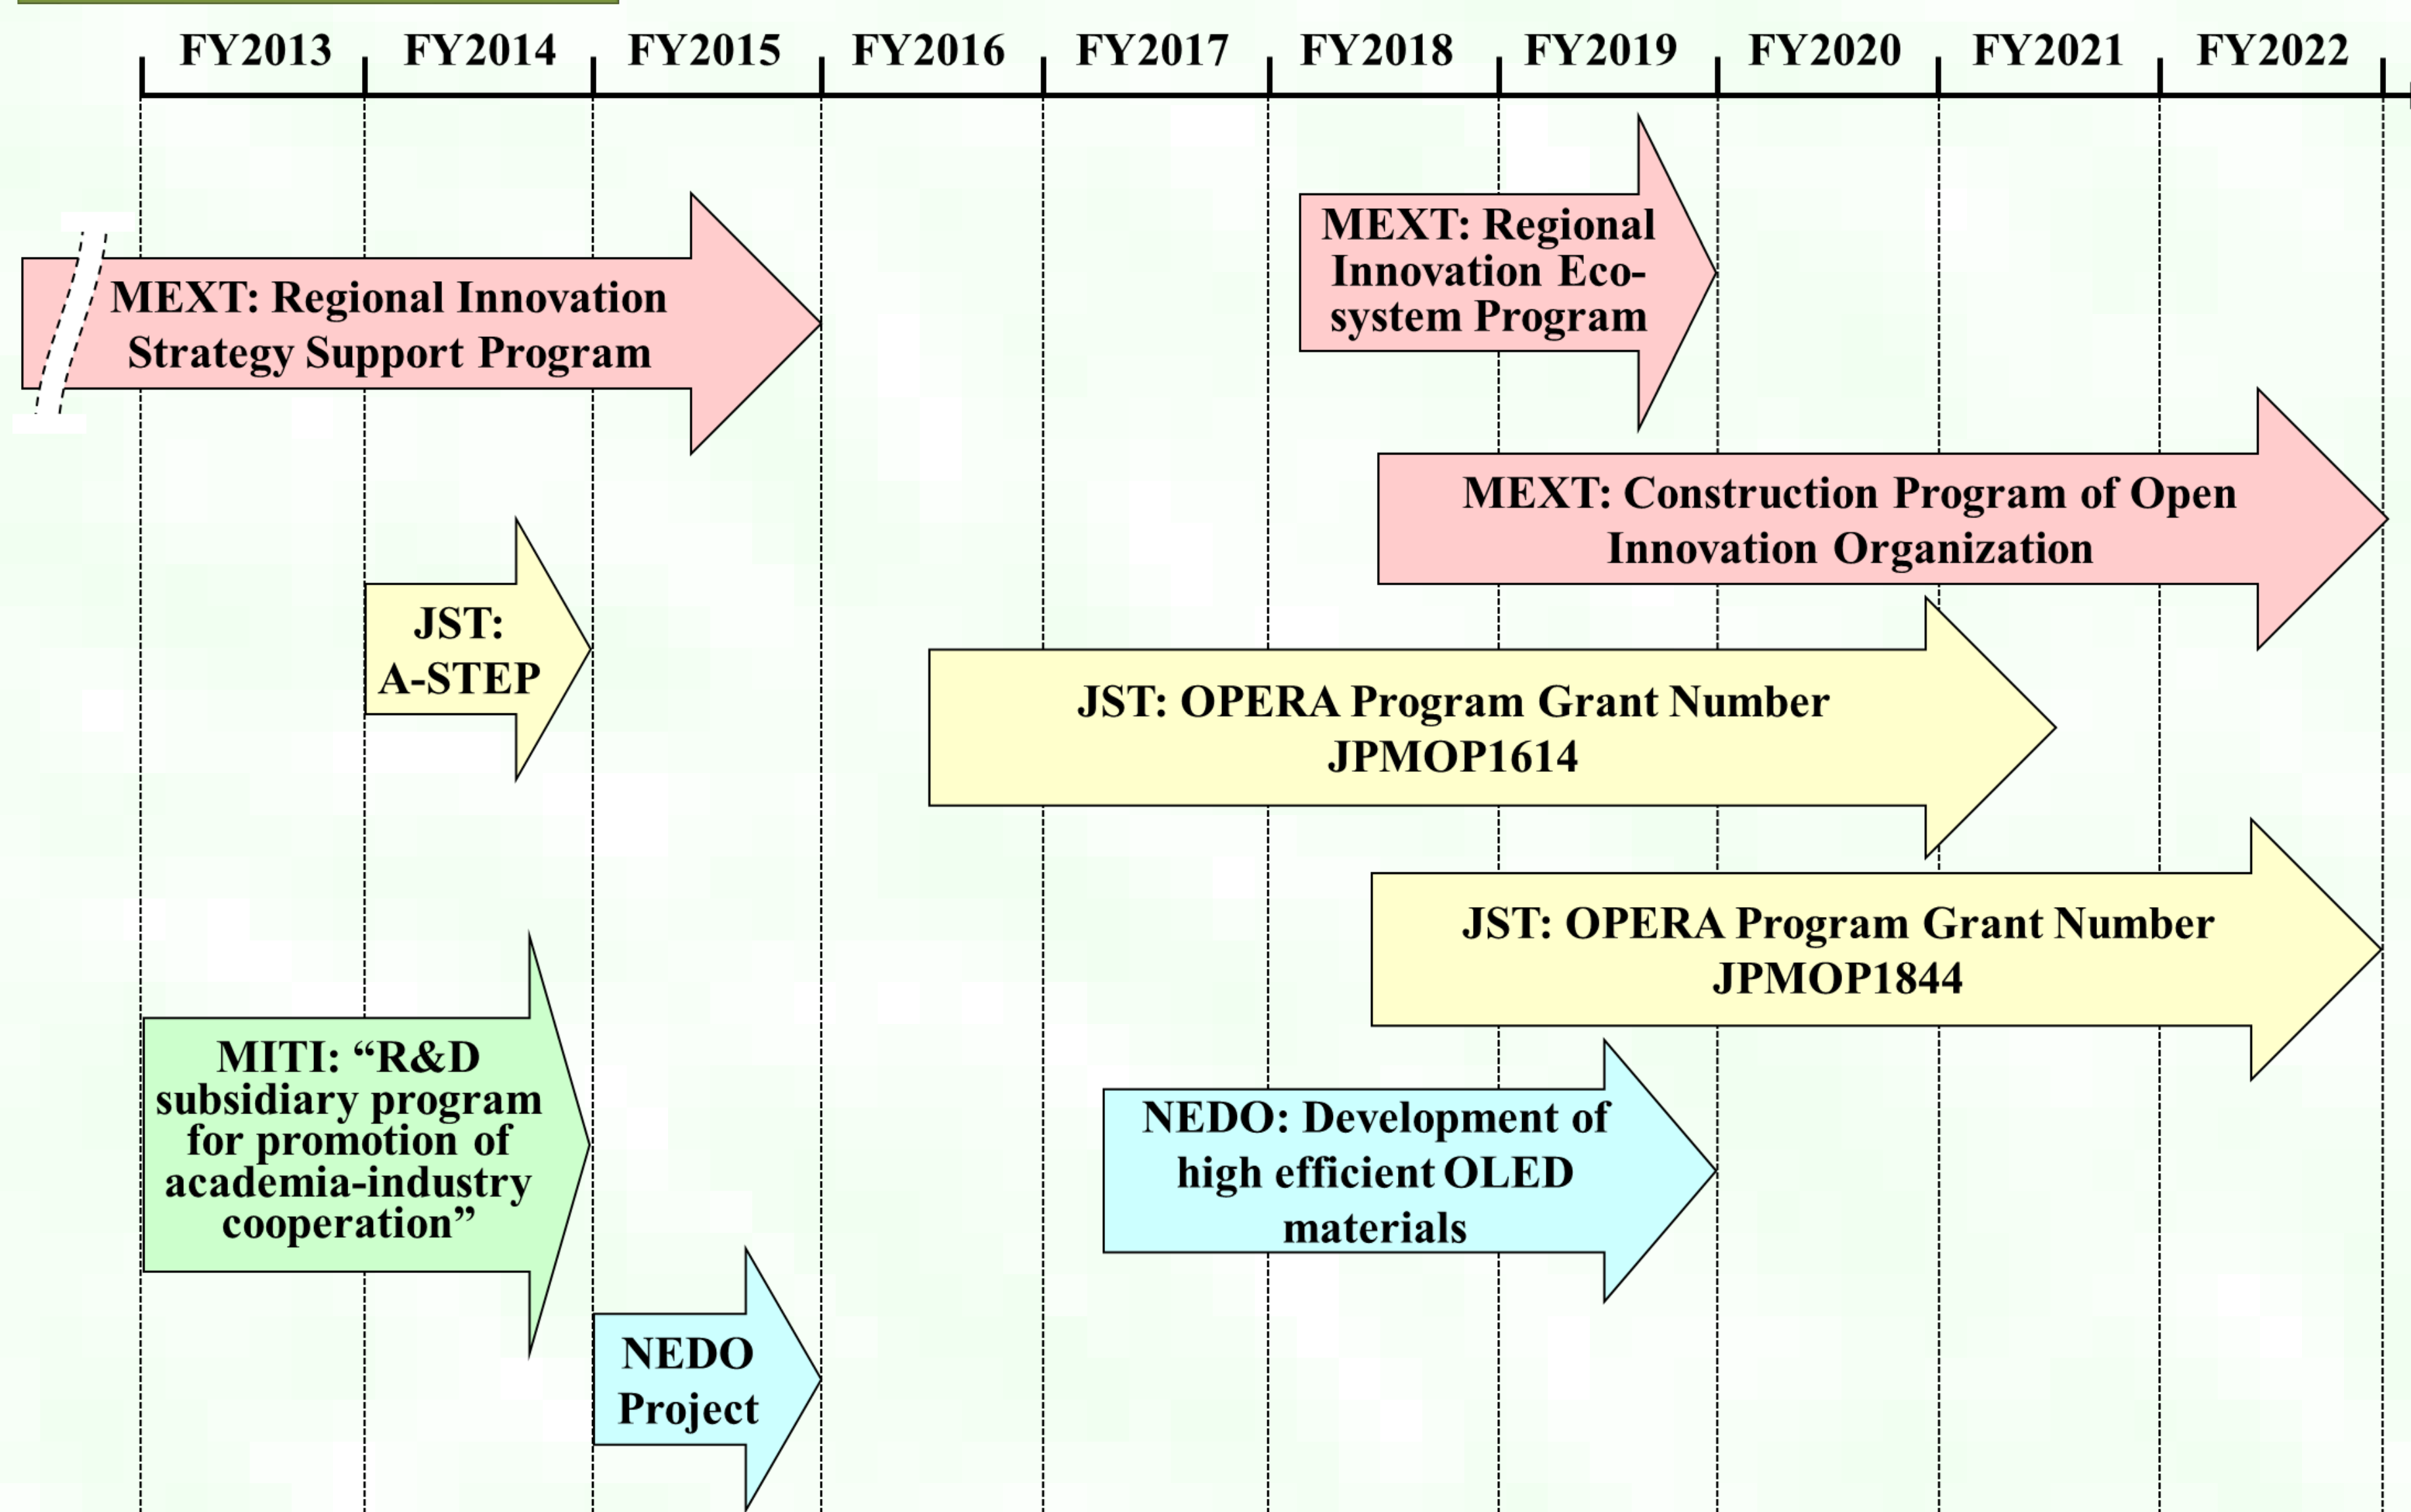 FY2013 FY2014 FY2015 FY2016 FY2017 FY2018 FY2019 FY2020 FY2021 FY2022
MEXT: Regional Innovation
Strategy Support Program
MEXT: Regional
Innovation Eco-
system Program
MEXT: Construction Program of Open
Innovation Organization
JST:
A-STEP
JST: OPERA Program Grant Number
JPMOP1614
JST: OPERA Program Grant Number
JPMOP1844
MITI: “R&D
subsidiary program
for promotion of
academia-industry
cooperation”
NEDO: Development of
high efficient OLED
materials
NEDO
Project